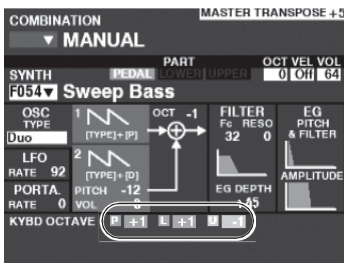 MASTER TRANSPOSE +5
COMBINATION
▼ MANUAL
PART OCT VEL VOL
SYNTH PEDAL LOWER UPPER 0 Off 64
F054▼ Sweep Bass
OSC TYPE
Duo
1 [TYPE]+[P]
OCT -1
FILTER
Fc RESO
32 0
EG
PITCH & FILTER
LFO
RATE 92
2 [TYPE]+[D]
AMPLITUDE
PORTA.
RATE 0
PITCH -12
VOL
EG DEPTH
+45
KYBD OCTAVE P +1 L +1 U -1